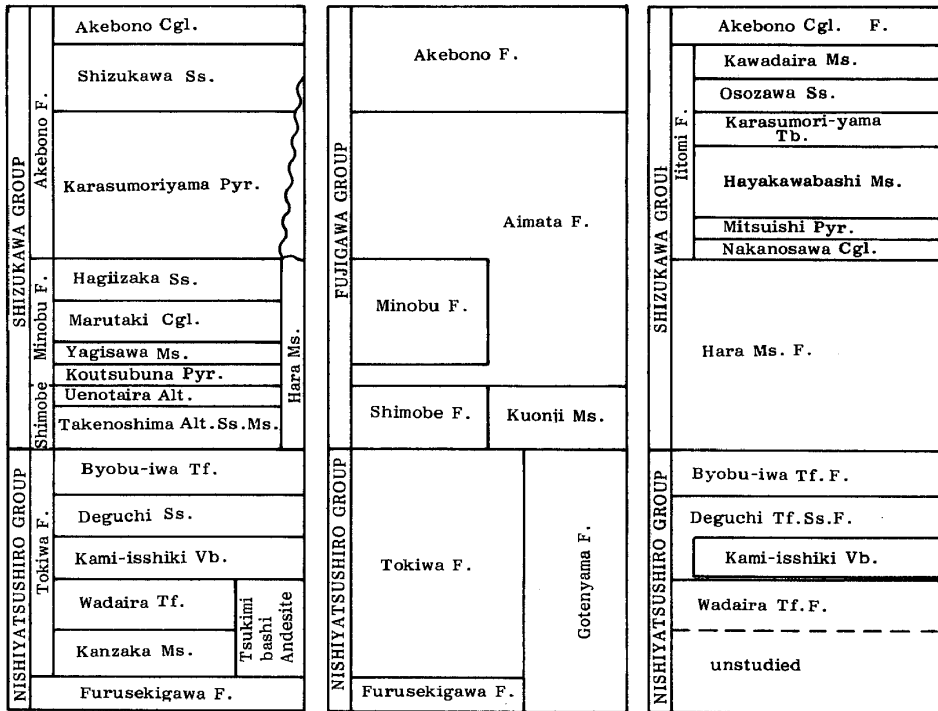 SHIZUKAWA GROUP
Akebono F.
Akebono Cgl.
Shizukawa Ss.
Karasumoriyama Pyr.
Minobu F.
Hagiizaka Ss.
Marutaki Cgl.
Yagisawa Ms.
Koutsubuna Pyr.
Shimobe
Uenotaira Alt.
Takenoshima Alt.Ss.Ms.
Hara Ms.
NISHIYATSUSHIRO GROUP
Tokiwa F.
Byobu-iwa Tf.
Deguchi Ss.
Kami-isshiki Vb.
Wadaira Tf.
Kanzaka Ms.
Tsukimi
bashi
Andesite
Furusekigawa F.
FUJIGAWA GROUP
Akebono F.
Aimata F.
Minobu F.
Shimobe F.
Kuonji Ms.
NISHIYATSUSHIRO GROUP
Tokiwa F.
Gotenyama F.
Furusekigawa F.
SHIZUKAWA GROUP
Akebono Cgl. F.
Iitomi F.
Kawadaira Ms.
Osozawa Ss.
Karasumori-yama
Tb.
Hayakawabashi Ms.
Mitsuishi Pyr.
Nakanosawa Cgl.
Hara Ms. F.
NISHIYATSUSHIRO GROUP
Byobu-iwa Tf. F.
Deguchi Tf.Ss.F.
Kami-isshiki Vb.
Wadaira Tf. F.
unstudied